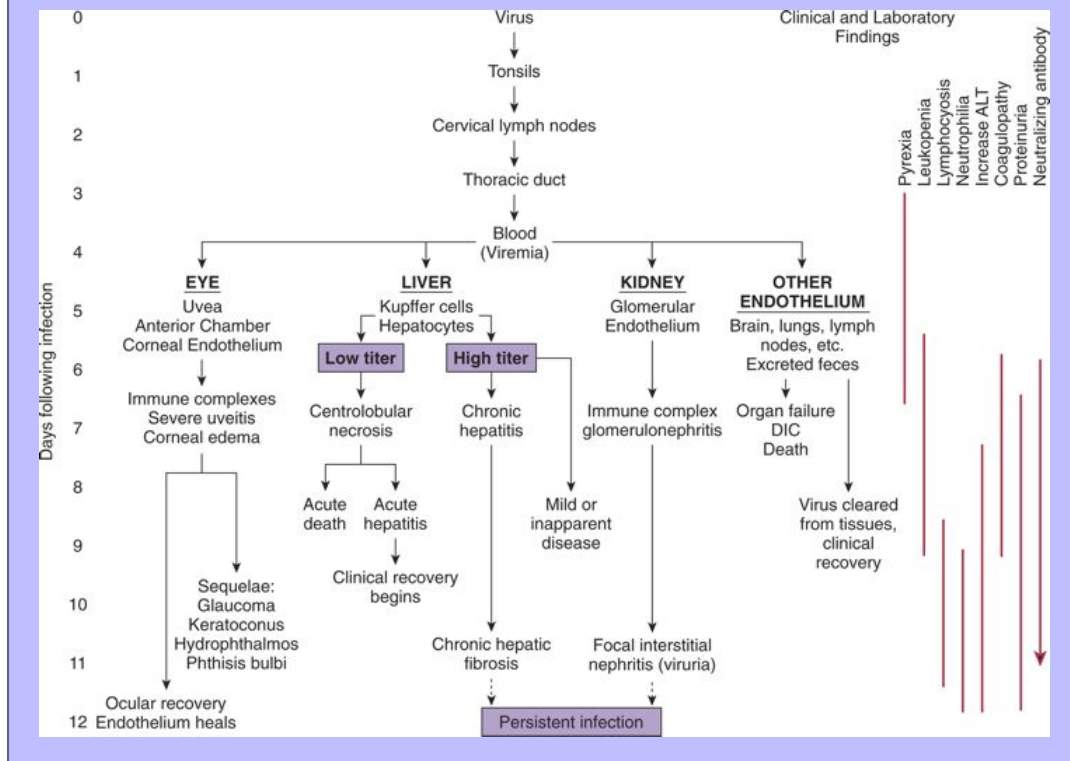 0
1
2
3
4
5
6
7
8
9
10
11
12
Days following infection
Virus
Tonsils
Cervical lymph nodes
Thoracic duct
Blood
(Viremia)
EYE
Uvea
Anterior Chamber
Corneal Endothelium
Immune complexes
Severe uveitis
Corneal edema
Sequelae:
Glaucoma
Keratoconus
Hydrophthalmos
Phthisis bulbi
Ocular recovery
Endothelium heals
LIVER
Kupffer cells
Hepatocytes
Low titer
High titer
Centrolobular
necrosis
Chronic
hepatitis
Acute
death
Acute
hepatitis
Mild or
inapparent
disease
Clinical recovery
begins
Chronic hepatic
fibrosis
KIDNEY
Glomerular
Endothelium
Immune complex
glomerulonephritis
Focal interstitial
nephritis (viruria)
Persistent infection
OTHER
ENDOTHELIUM
Brain, lungs, lymph
nodes, etc.
Excreted feces
Organ failure
DIC
Death
Virus cleared
from tissues,
clinical
recovery
Clinical and Laboratory
Findings
Pyrexia
Leukopenia
Lymphocyosis
Neutrophilia
Increase ALT
Coagulopathy
Proteinuria
Neutralizing antibody